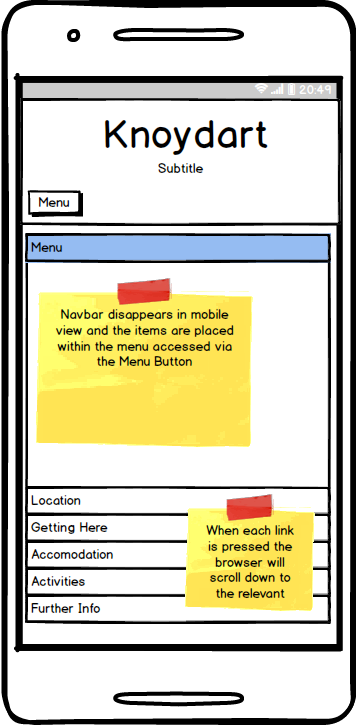 20:49
Knoydart
Subtitle
Menu
Menu
Navbar disappears in mobile
view and the items are placed
within the menu accessed via
the Menu Button
Location
Getting Here
Accomodation
Activities
Further Info
When each link
is pressed the
browser will
scroll down to
the relevant